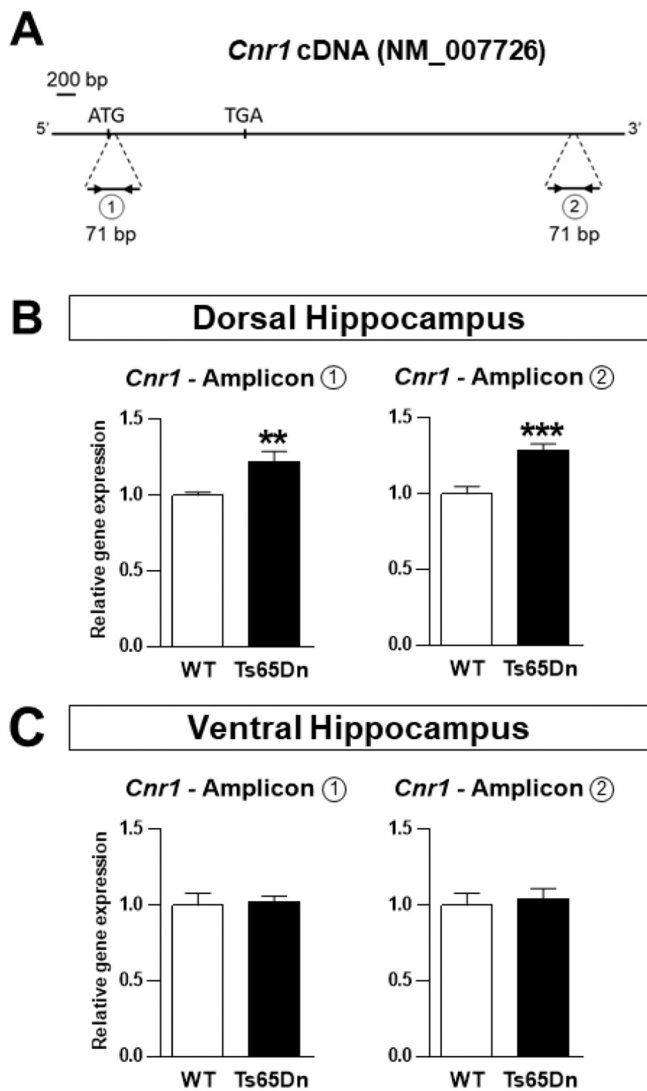 A
Cnr1 cDNA (NM_007726)
200 bp
ATG TGA
5' 3'
① ②
71 bp 71 bp
B Dorsal Hippocampus
Cnr1 - Amplicon ① Cnr1 - Amplicon ②
Relative gene expression
1.5
1.0
0.5
0.0
**
WT Ts65Dn
1.5
1.0
0.5
0.0
***
WT Ts65Dn
C Ventral Hippocampus
Cnr1 - Amplicon ① Cnr1 - Amplicon ②
Relative gene expression
1.5
1.0
0.5
0.0
WT Ts65Dn
1.5
1.0
0.5
0.0
WT Ts65Dn